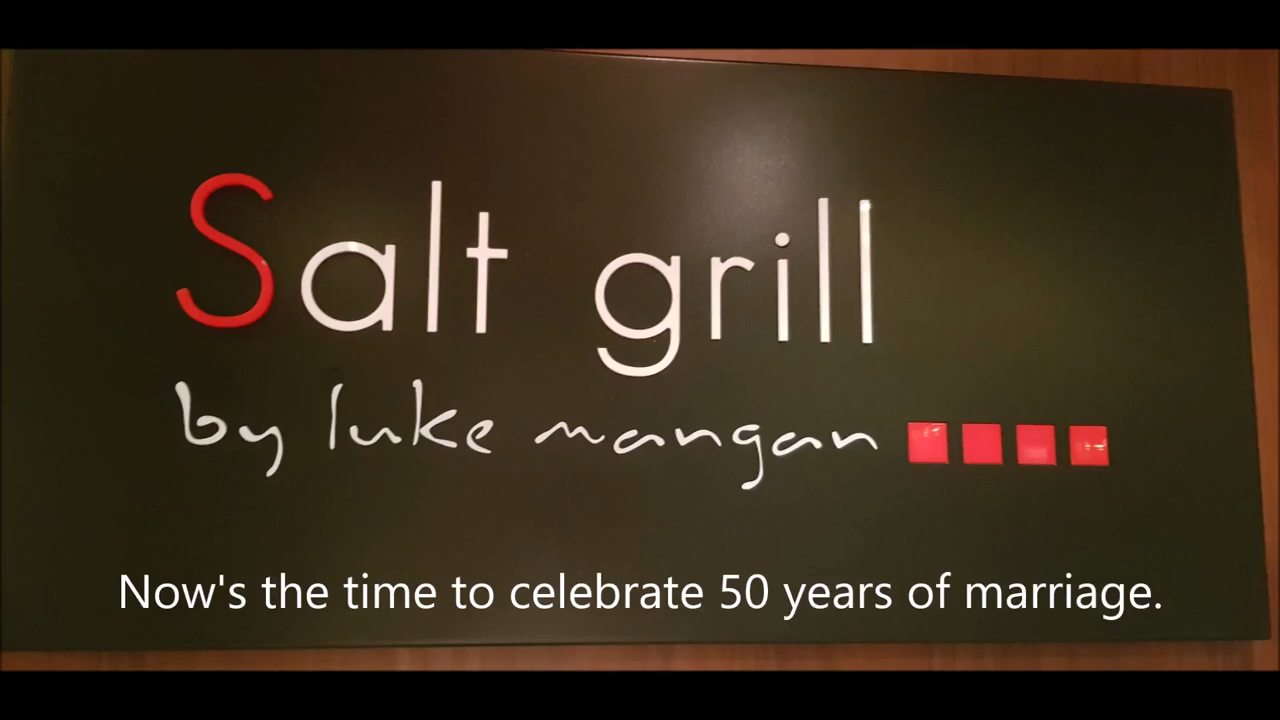 Salt grill
by luke mangan
Now's the time to celebrate 50 years of marriage.